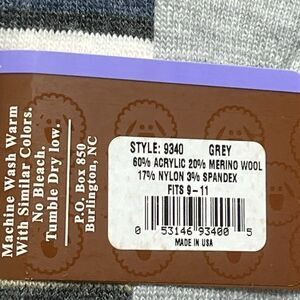 Machine Wash Warm
With Similar Colors.
No Bleach.
Tumble Dry low.
P.O. Box 850
Burlington, NC
STYLE: 9340 GREY
60% ACRYLIC 20% MERINO WOOL
17% NYLON 3% SPANDEX
FITS 9 - 11
0 53146 93400 5
MADE IN USA